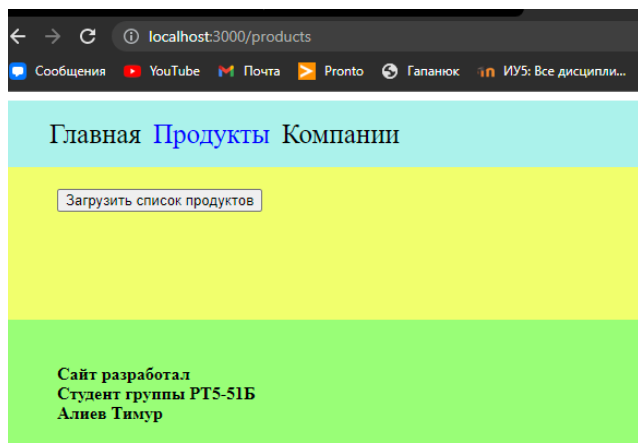 localhost:3000/products
Сообщения YouTube Почта Pronto Гапанюк ИУ5: Все дисципли...
Главная Продукты Компании
Загрузить список продуктов
Сайт разработал
Студент группы РТ5-51Б
Алиев Тимур